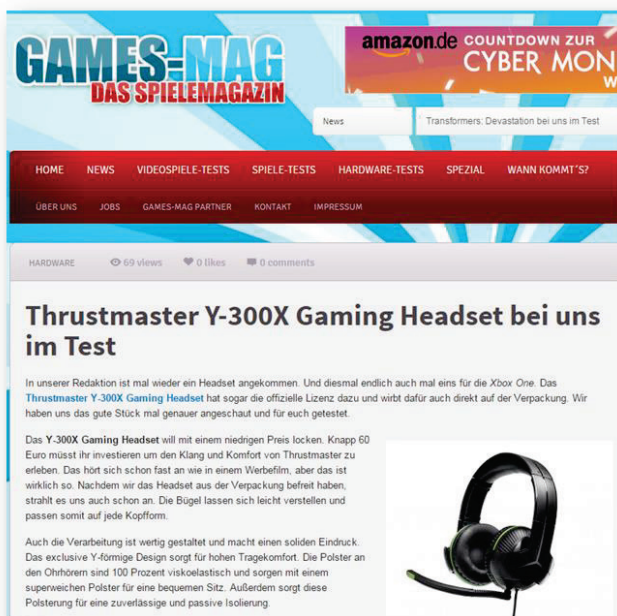 GAMES-MAG
DAS SPIELEMAGAZIN
amazon.de COUNTDOWN ZUR
CYBER MON
W
News
Transformers: Devastation bei uns im Test
HOME NEWS VIDEOSPIELE-TESTS SPIELE-TESTS HARDWARE-TESTS SPEZIAL WANN KOMMT´S?
ÜBER UNS JOBS GAMES-MAG PARTNER KONTAKT IMPRESSUM
HARDWARE 69 views 0 likes 0 comments
Thrustmaster Y-300X Gaming Headset bei uns
im Test
In unserer Redaktion ist mal wieder ein Headset angekommen. Und diesmal endlich auch mal eins für die Xbox One. Das
Thrustmaster Y-300X Gaming Headset hat sogar die offizielle Lizenz dazu und wirbt dafür auch direkt auf der Verpackung. Wir
haben uns das gute Stück mal genauer angeschaut und für euch getestet.
Das Y-300X Gaming Headset will mit einem niedrigen Preis locken. Knapp 60
Euro müsst ihr investieren um den Klang und Komfort von Thrustmaster zu
erleben. Das hört sich schon fast an wie in einem Werbefilm, aber das ist
wirklich so. Nachdem wir das Headset aus der Verpackung befreit haben,
strahlt es uns auch schon an. Die Bügel lassen sich leicht verstellen und
passen somit auf jede Kopfform.
Auch die Verarbeitung ist wertig gestaltet und macht einen soliden Eindruck.
Das exclusive Y-förmige Design sorgt für hohen Tragekomfort. Die Polster an
den Ohrhörern sind 100 Prozent viskoelastisch und sorgen mit einem
superweichen Polster für eine bequemen Sitz. Außerdem sorgt diese
Polsterung für eine zuverlässige und passive Isolierung.